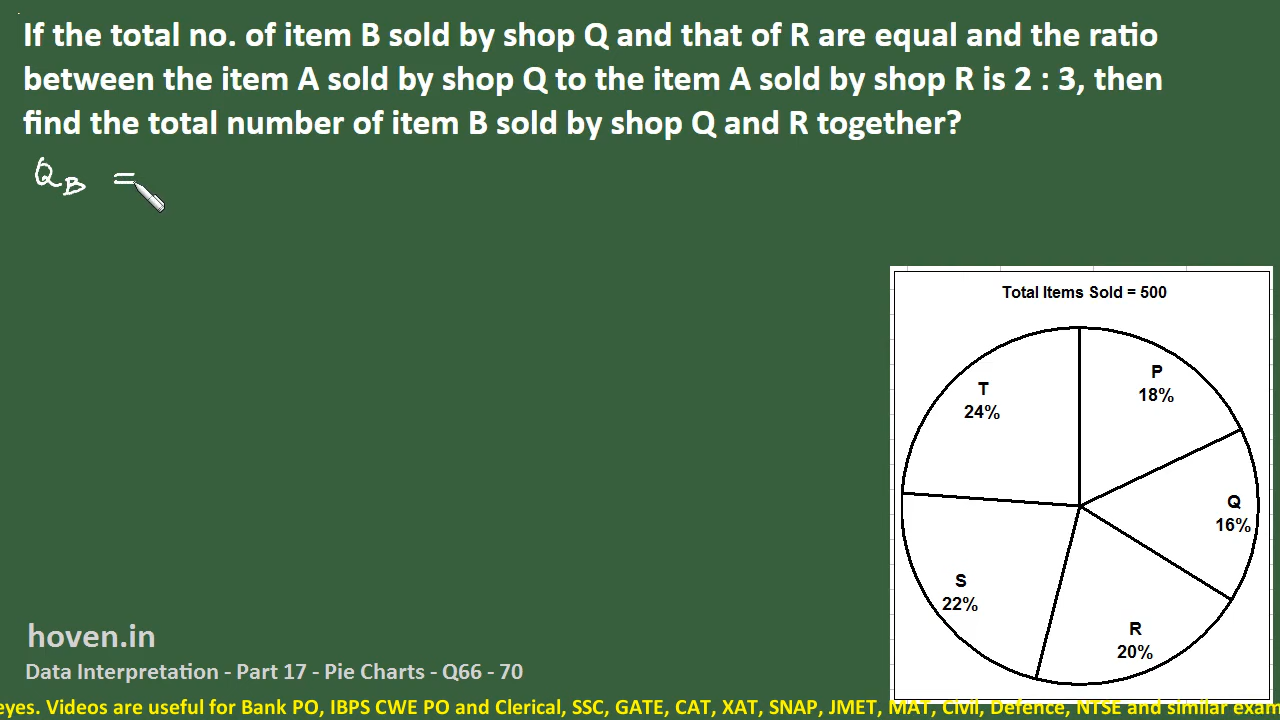 If the total no. of item B sold by shop Q and that of R are equal and the ratio
between the item A sold by shop Q to the item A sold by shop R is 2 : 3, then
find the total number of item B sold by shop Q and R together?
Q_B =
Total Items Sold = 500
P
18%
T
24%
Q
16%
S
22%
R
20%
hoven.in
Data Interpretation - Part 17 - Pie Charts - Q66 - 70
eyes. Videos are useful for Bank PO, IBPS CWE PO and Clerical, SSC, GATE, CAT, XAT, SNAP, JMET, MAT, Civil, Defence, NTSE and similar exam